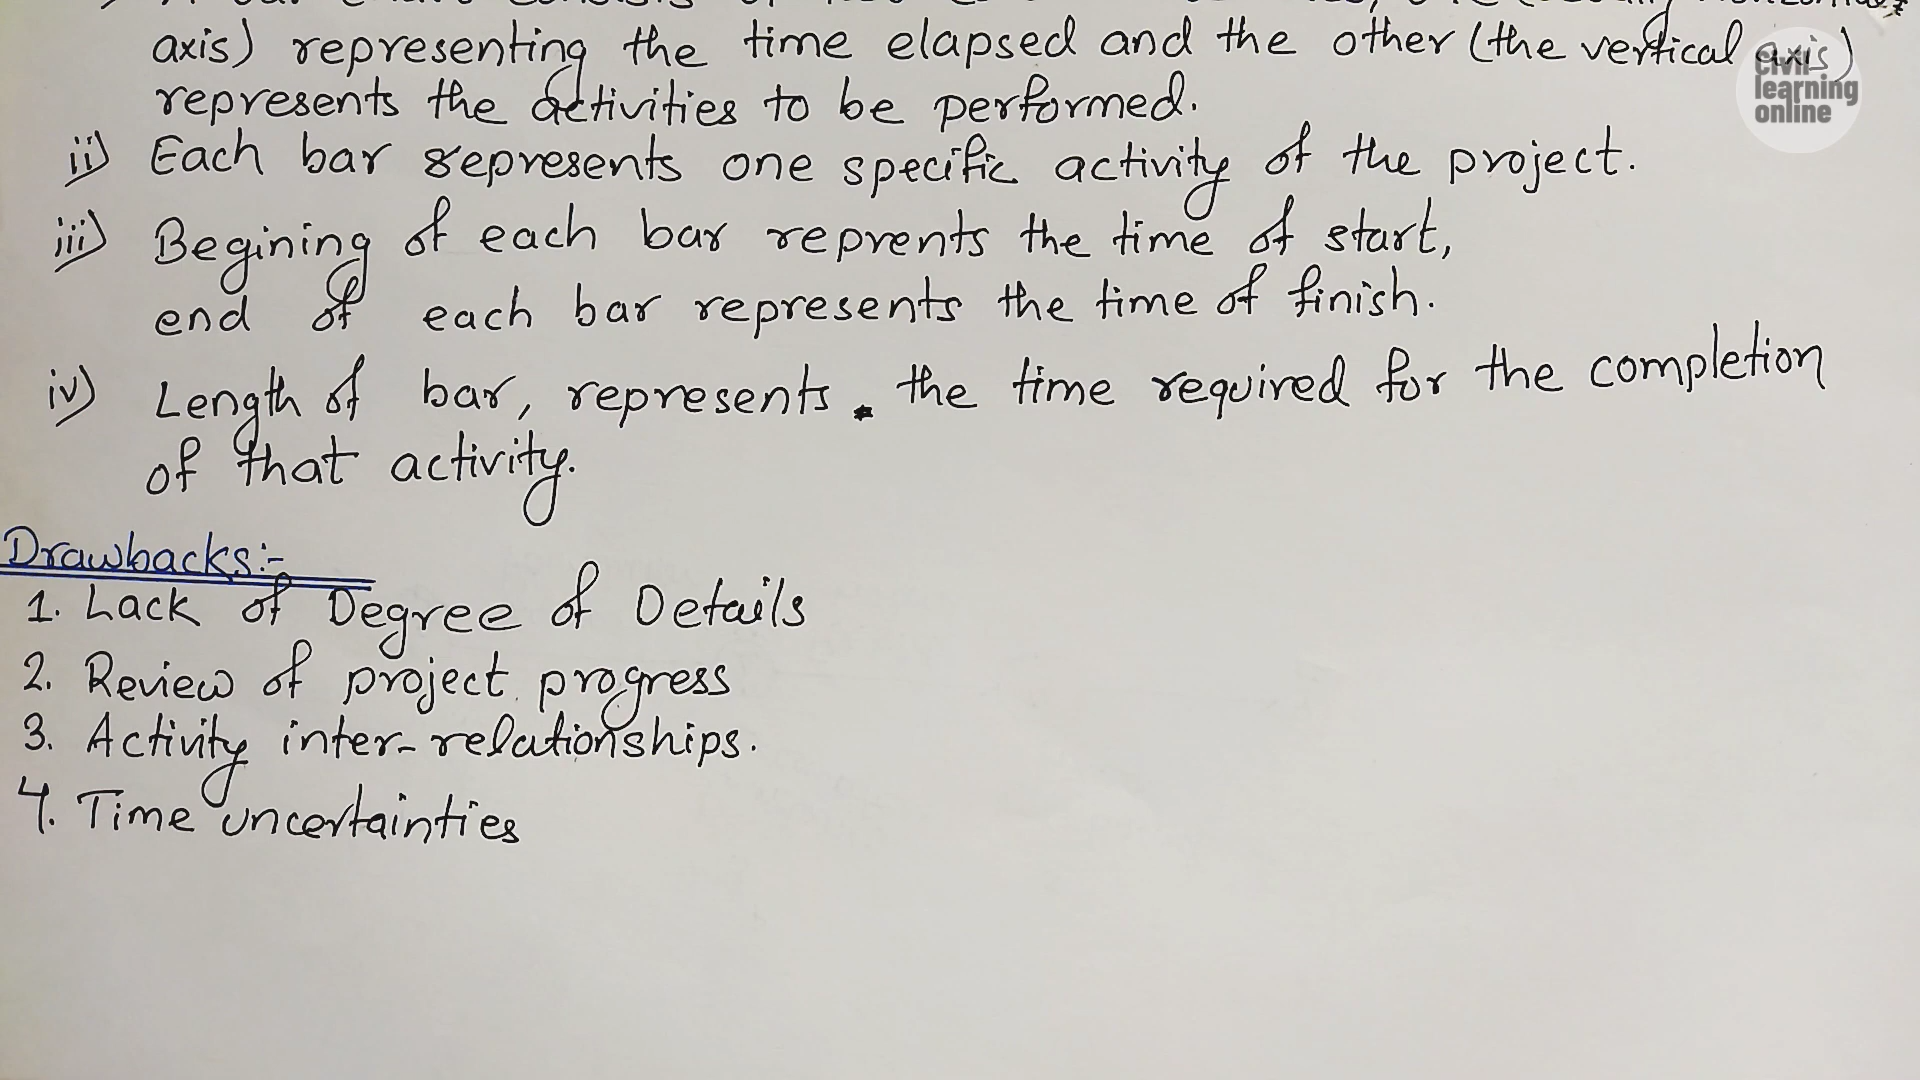 axis) representing the time elapsed and the other (the vertical axis)
represents the activities to be performed.
ii) Each bar represents one specific activity of the project.
iii) Begining of each bar reprents the time of start,
end of each bar represents the time of finish.
iv) Length of bar, represents. the time required for the completion
of that activity.
Drawbacks:-
1. Lack of Degree of Details
2. Review of project progress
3. Activity inter-relationships.
4. Time uncertainties
civil
learning
online